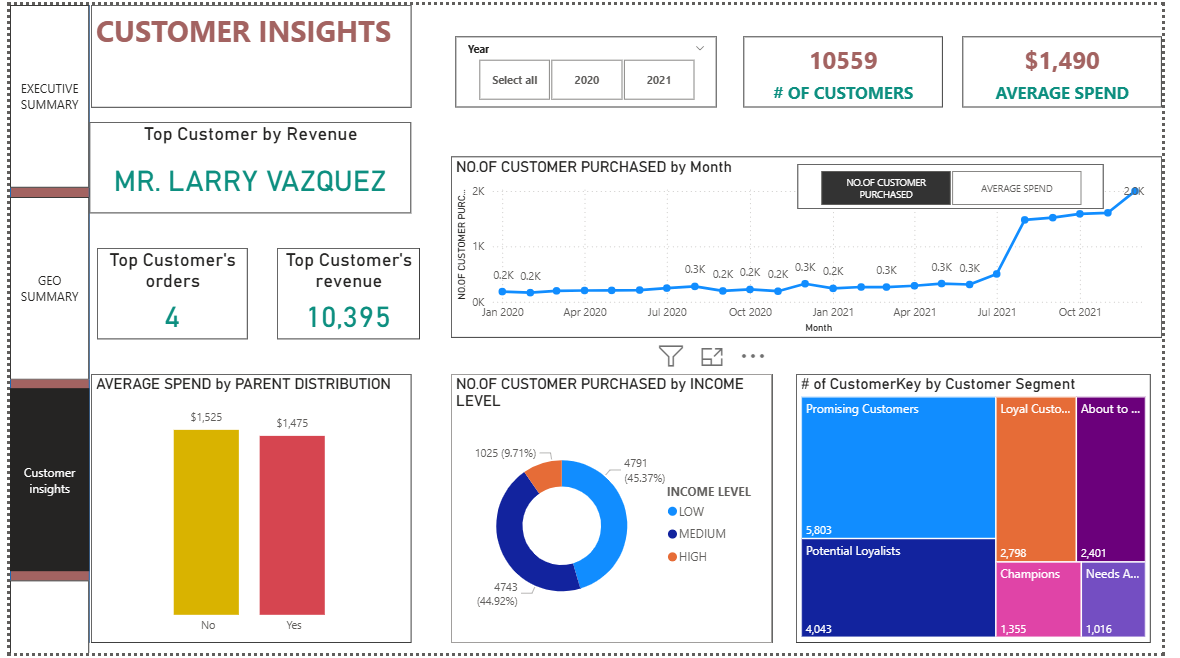 CUSTOMER INSIGHTS
EXECUTIVE
SUMMARY
GEO
SUMMARY
Customer
insights
Year
Select all
2020
2021
10559
# OF CUSTOMERS
$1,490
AVERAGE SPEND
Top Customer by Revenue
MR. LARRY VAZQUEZ
Top Customer's
orders
4
Top Customer's
revenue
10,395
NO.OF CUSTOMER PURCHASED by Month
NO.OF CUSTOMER
PURCHASED
AVERAGE SPEND
NO.OF CUSTOMER PURC...
2K
1K
0K
0.2K 0.2K 0.3K 0.2K 0.2K 0.2K 0.3K 0.2K 0.3K 0.3K 0.3K
Jan 2020 Apr 2020 Jul 2020 Oct 2020 Jan 2021 Apr 2021 Jul 2021 Oct 2021
Month
AVERAGE SPEND by PARENT DISTRIBUTION
$1,525
$1,475
No
Yes
NO.OF CUSTOMER PURCHASED by INCOME
LEVEL
1025 (9.71%)
4791
(45.37%)
4743
(44.92%)
INCOME LEVEL
LOW
MEDIUM
HIGH
# of CustomerKey by Customer Segment
Promising Customers
5,803
Potential Loyalists
4,043
Loyal Custo...
2,798
About to ...
2,401
Champions
1,355
Needs A...
1,016